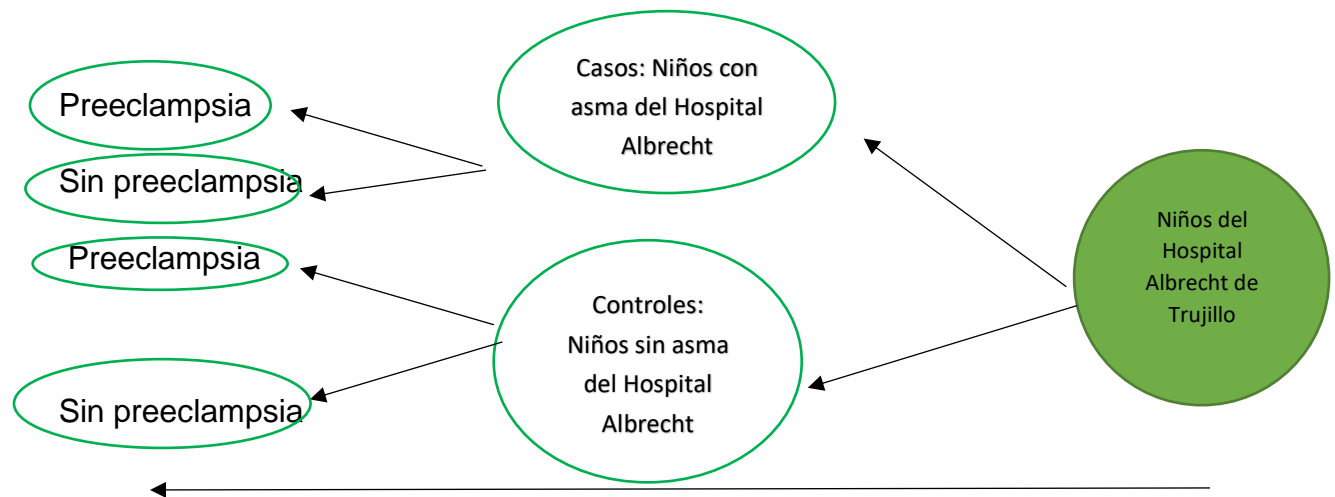 Preeclampsia
Sin preeclampsia
Preeclampsia
Sin preeclampsia
Casos: Niños con
asma del Hospital
Albrecht
Controles:
Niños sin asma
del Hospital
Albrecht
Niños del
Hospital
Albrecht de
Trujillo